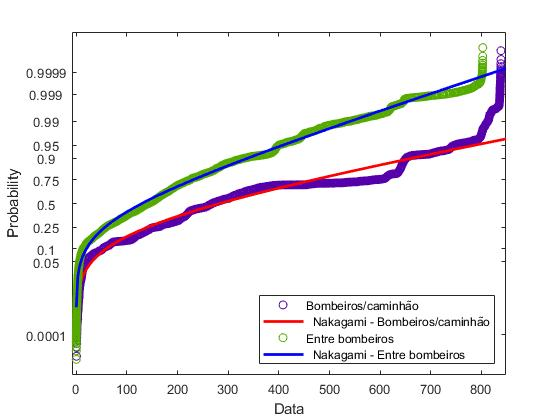 0.9999
0.999
0.99
0.95
0.9
0.75
0.5
0.25
0.1
0.05
0.0001
Probability
0 100 200 300 400 500 600 700 800
Data
Bombeiros/caminhão
Nakagami - Bombeiros/caminhão
Entre bombeiros
Nakagami - Entre bombeiros